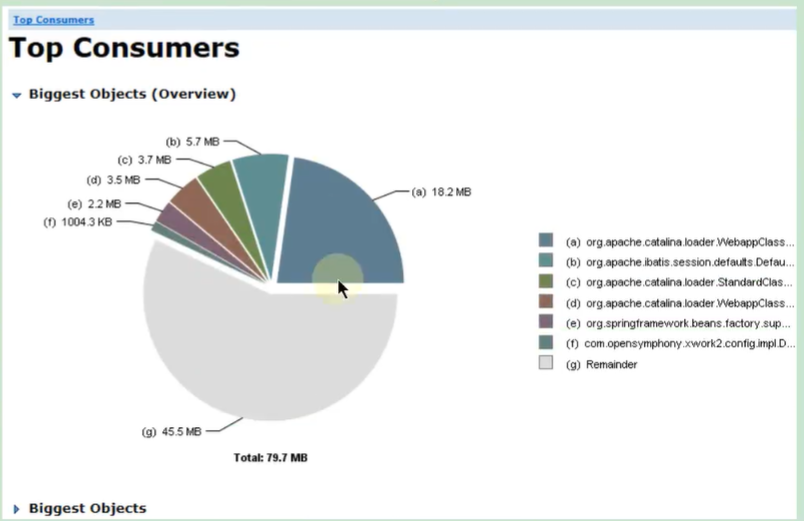 Top Consumers
Top Consumers
Biggest Objects (Overview)
(b) 5.7 MB
(c) 3.7 MB
(d) 3.5 MB
(e) 2.2 MB
(f) 1004.3 KB
(a) 18.2 MB
(a) org.apache.catalina.loader.WebappClass...
(b) org.apache.ibatis.session.defaults.Defau...
(c) org.apache.catalina.loader.StandardClas...
(d) org.apache.catalina.loader.WebappClass...
(e) org.springframework.beans.factory.sup...
(f) com.opensymphony.xwork2.config.impl.D...
(g) Remainder
(g) 45.5 MB
Total: 79.7 MB
Biggest Objects